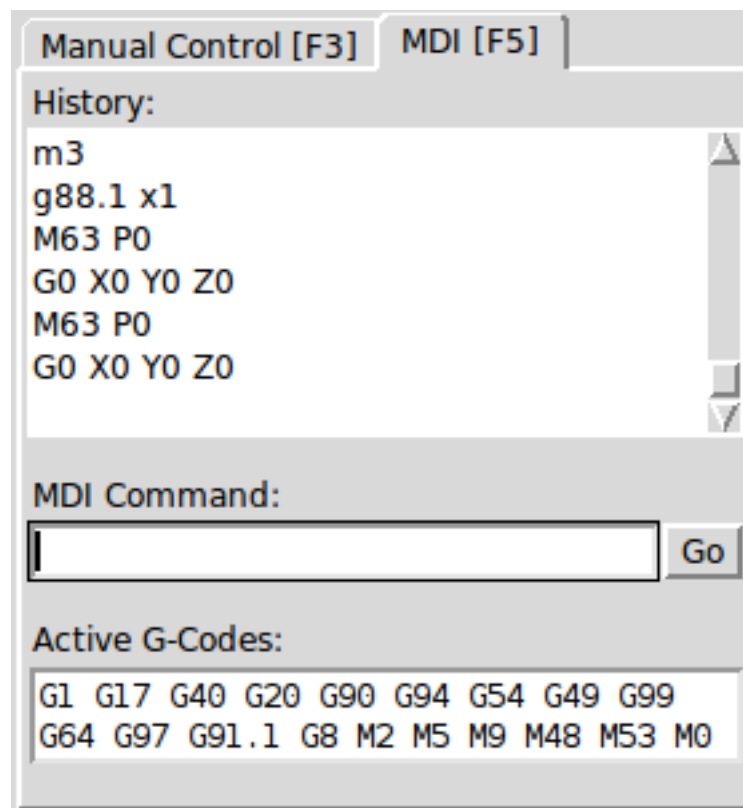 Manual Control [F3] MDI [F5]
History:
m3
g88.1 x1
M63 P0
G0 X0 Y0 Z0
M63 P0
G0 X0 Y0 Z0
MDI Command:
Go
Active G-Codes:
G1 G17 G40 G20 G90 G94 G54 G49 G99
G64 G97 G91.1 G8 M2 M5 M9 M48 M53 M0